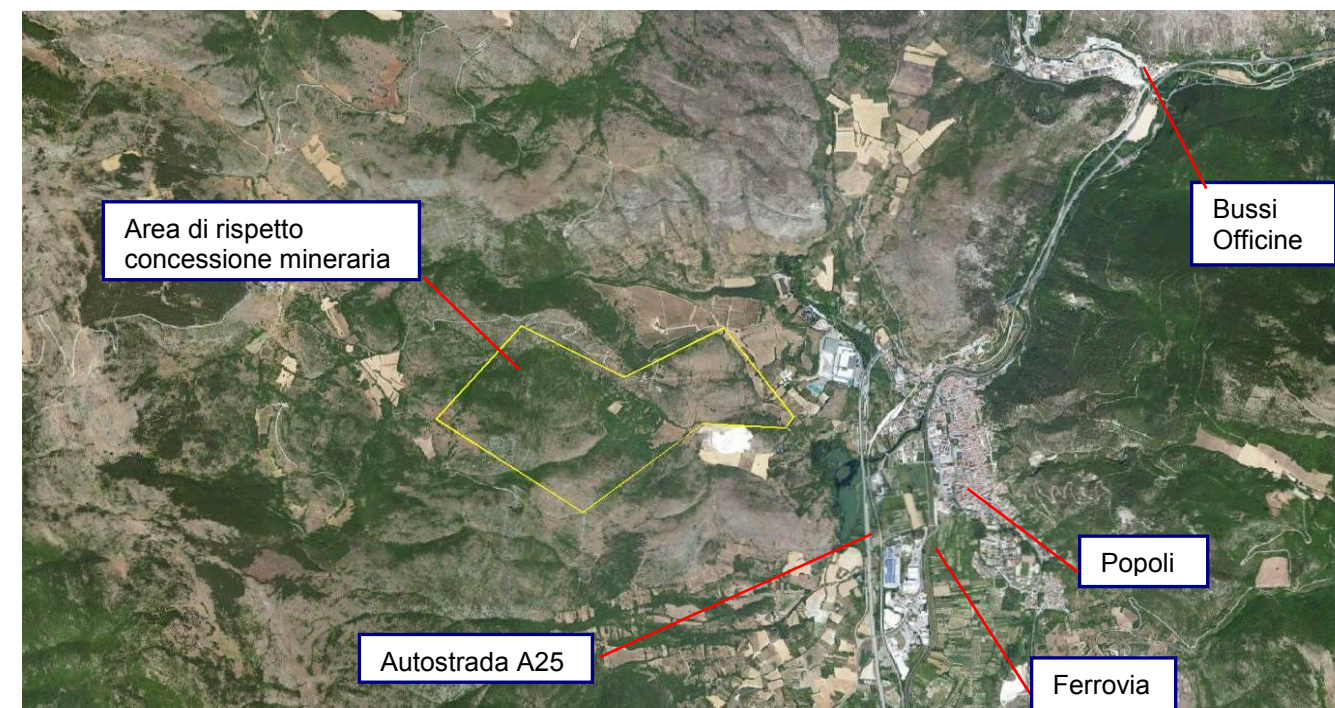 Bussi
Officine
Area di rispetto
concessione mineraria
Popoli
Autostrada A25
Ferrovia